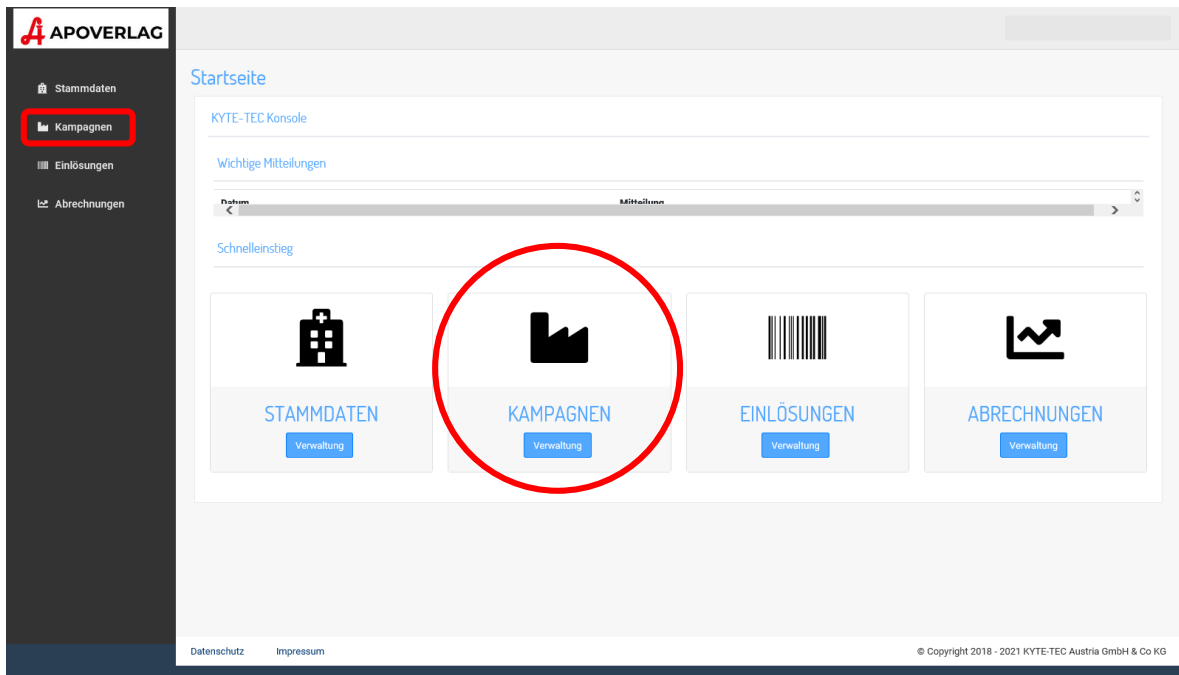 APOVERLAG
Stammdaten
Kampagnen
Einlösungen
Abrechnungen
Startseite
KYTE-TEC Konsole
Wichtige Mitteilungen
Datum Mitteilung
Schnelleinstieg
STAMMDATEN KAMPAGNEN EINLÖSUNGEN ABRECHNUNGEN
Verwaltung Verwaltung Verwaltung Verwaltung
Datenschutz Impressum © Copyright 2018 - 2021 KYTE-TEC Austria GmbH & Co KG